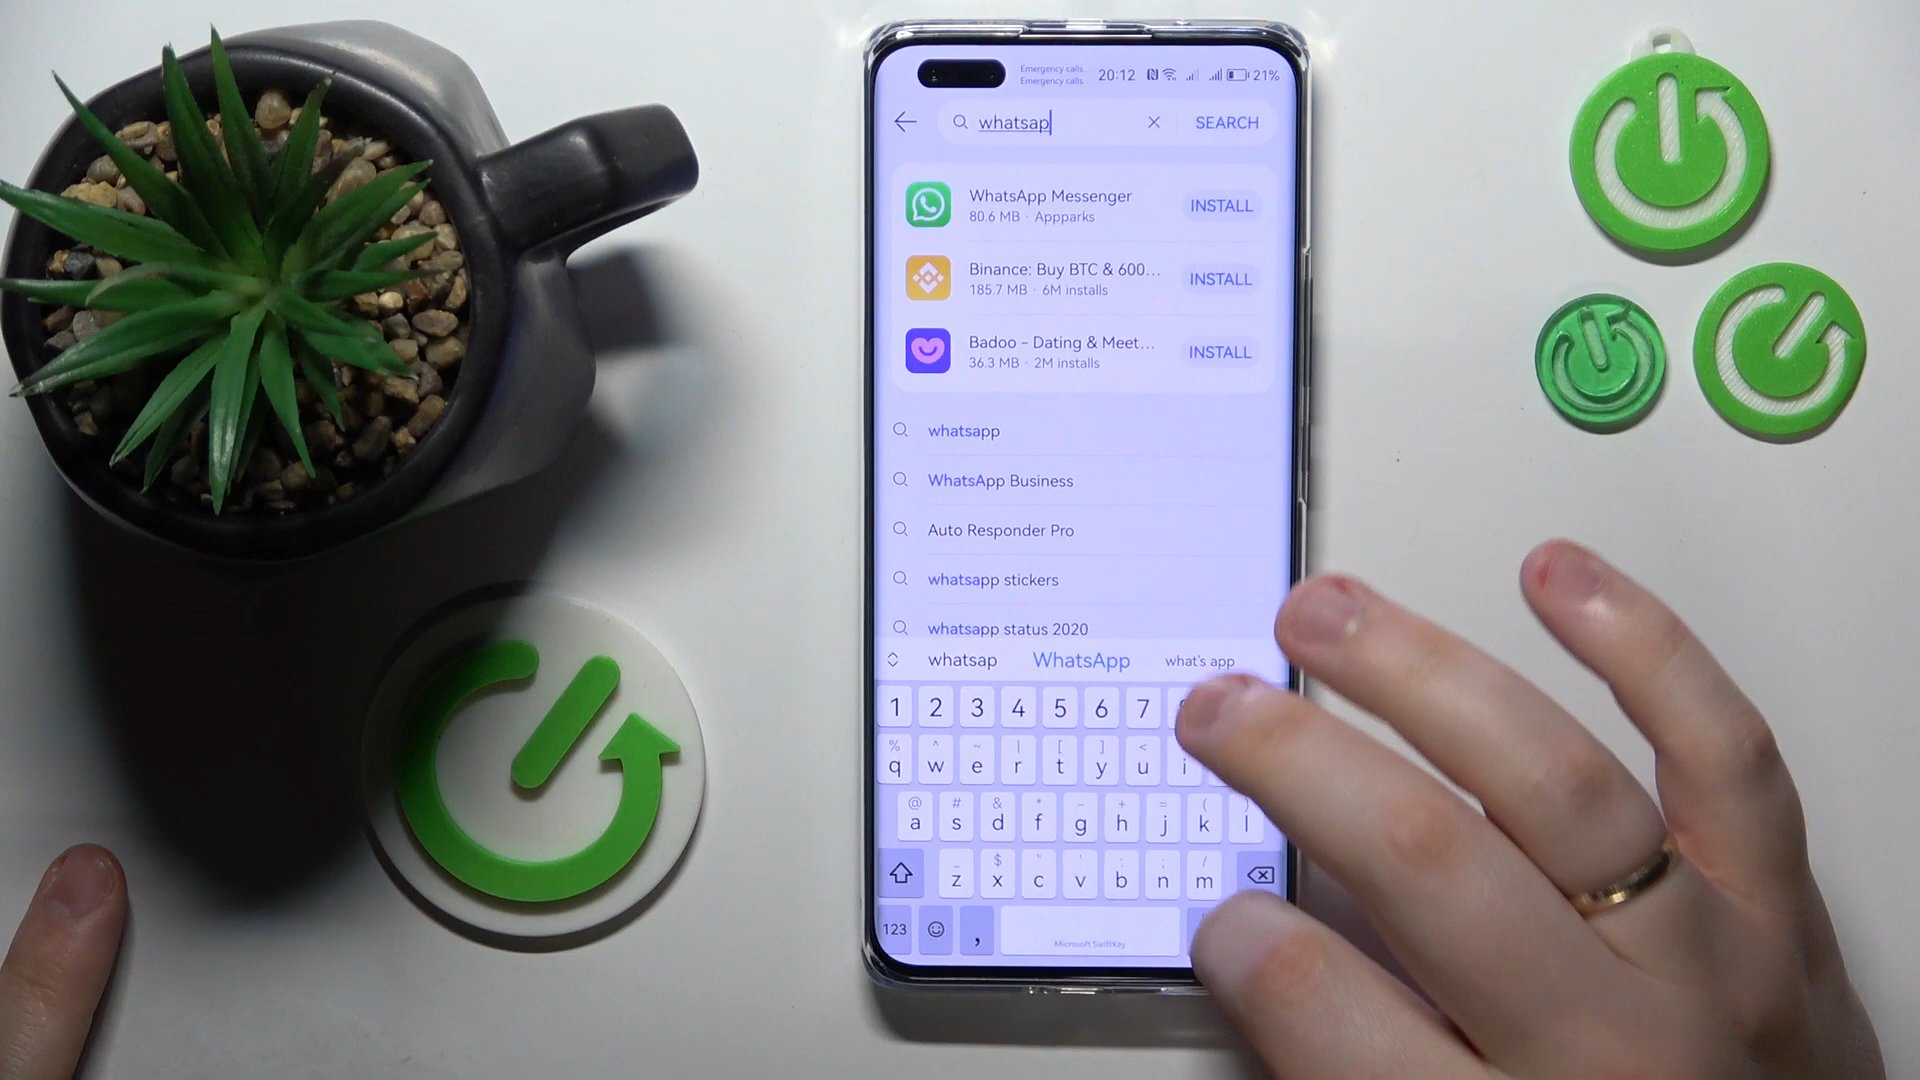 Emergency calls...
Emergency calls...
20:12
21%
whatsap
SEARCH
WhatsApp Messenger
80.6 MB · Appparks
INSTALL
Binance: Buy BTC & 600...
185.7 MB · 6M installs
INSTALL
Badoo - Dating & Meet...
36.3 MB · 2M installs
INSTALL
whatsapp
WhatsApp Business
Auto Responder Pro
whatsapp stickers
whatsapp status 2020
whatsap WhatsApp what's app
1 2 3 4 5 6 7
% ^ ~ | [ ] <
q w e r t y u i
@ # & * - + = ( )
a s d f g h j k l
_ $ " ' : ; /
z x c v b n m
123 ,
Microsoft SwiftKey